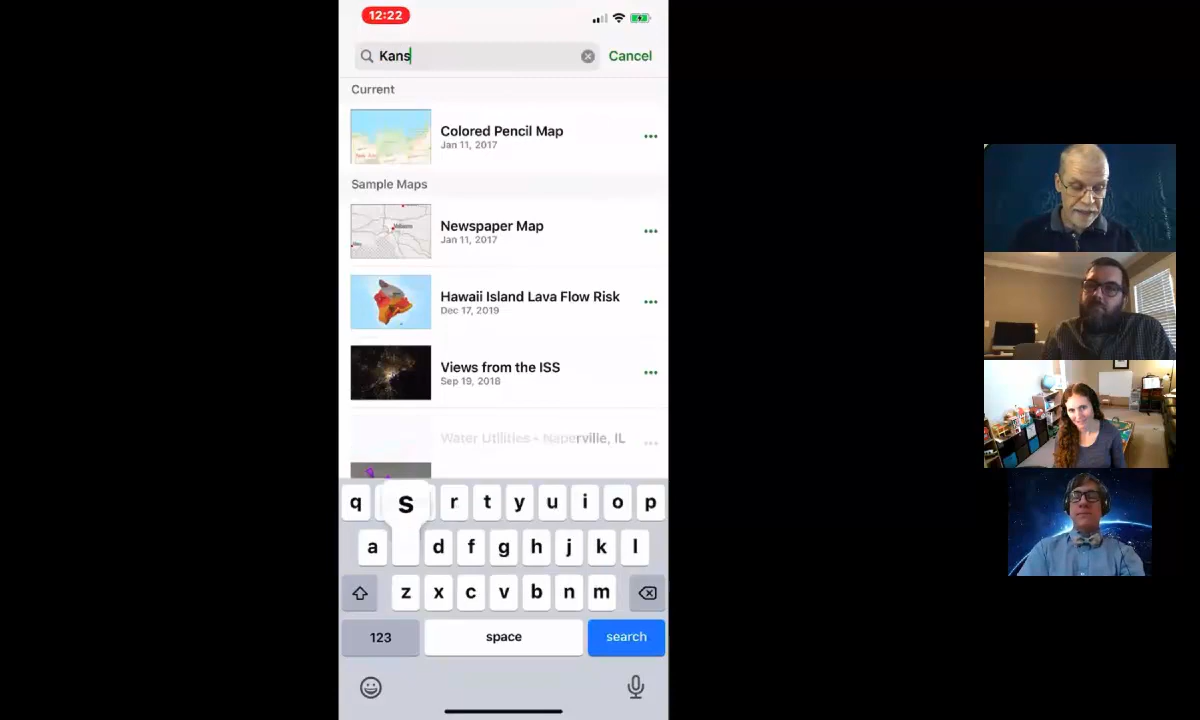 12:22
Kans
Cancel
Current
Colored Pencil Map
Jan 11, 2017
Sample Maps
Newspaper Map
Jan 11, 2017
Hawaii Island Lava Flow Risk
Dec 17, 2019
Views from the ISS
Sep 19, 2018
Water Utilities - Naperville, IL
q S r t y u i o p
a d f g h j k l
z x c v b n m
123 space search